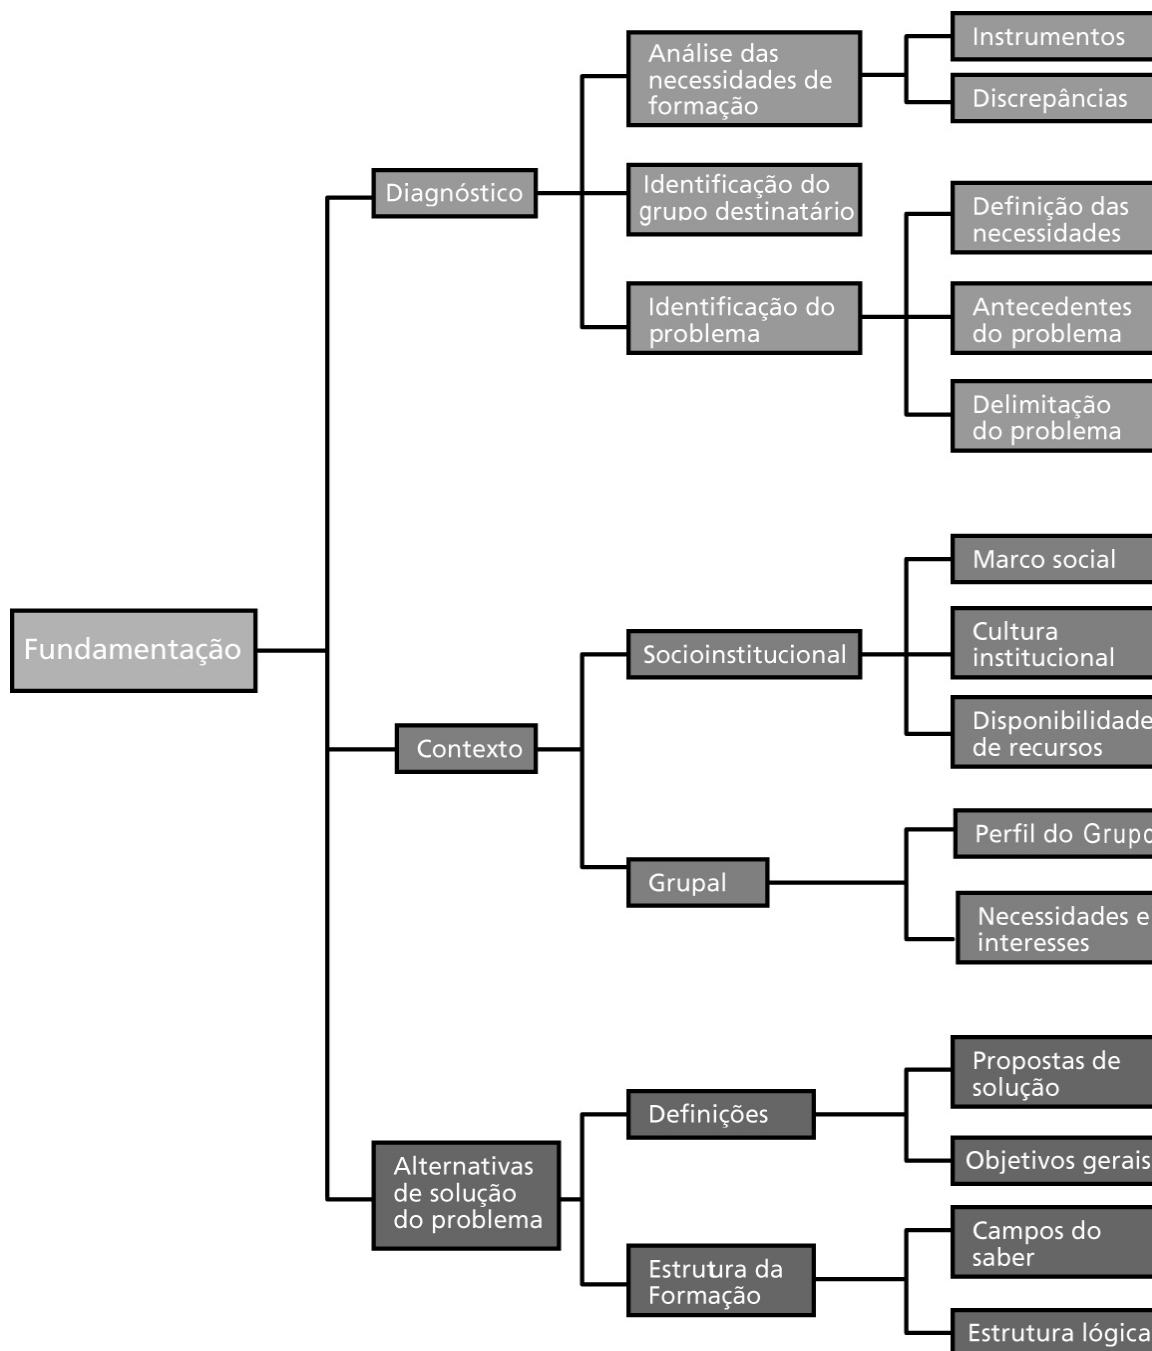 Fundamentação
Diagnóstico
Análise das
necessidades de
formação
Instrumentos
Discrepâncias
Identificação do
grupo destinatário
Identificação do
problema
Definição das
necessidades
Antecedentes
do problema
Delimitação
do problema
Contexto
Socioinstitucional
Marco social
Cultura
institucional
Disponibilidade
de recursos
Grupal
Perfil do Grupo
Necessidades e
interesses
Alternativas
de solução
do problema
Definições
Propostas de
solução
Objetivos gerais
Estrutura da
Formação
Campos do
saber
Estrutura lógica